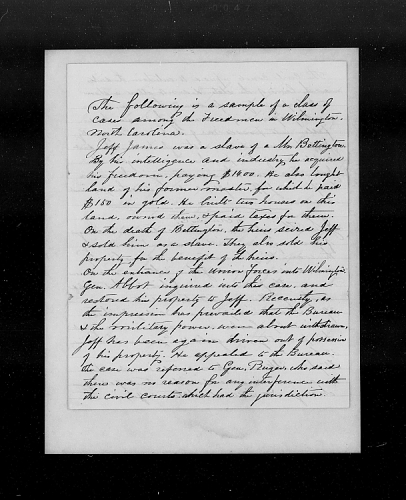 The following is a sample of a class of
cases among the Freedmen in Wilmington,
North Carolina.
Jeff James was a slave of a Mr Bettington.
By his intelligence and industry, he acquired
his freedom, paying $1400. He also bought
land of his former master, for which he paid
$150 in gold. He built two houses on this
land, owned them, & paid taxes for them.
On the death of Bettington, the heirs seized Jeff
& sold him as a slave. They also sold his
property for the benefit of the heirs.
On the entrance of the Union forces into Wilmington
Gen. Abbot inquired into this case, and
restored his property to Jeff. Recently, as
the impression has prevailed that the Bureau
& the military power, were about withdrawn,
Jeff has been again driven out of possession
of his property. He appealed to the Bureau.
the case was referred to Gen. Ruger, who said
there was no reason for any interference with
the civil courts, which had the jurisdiction.